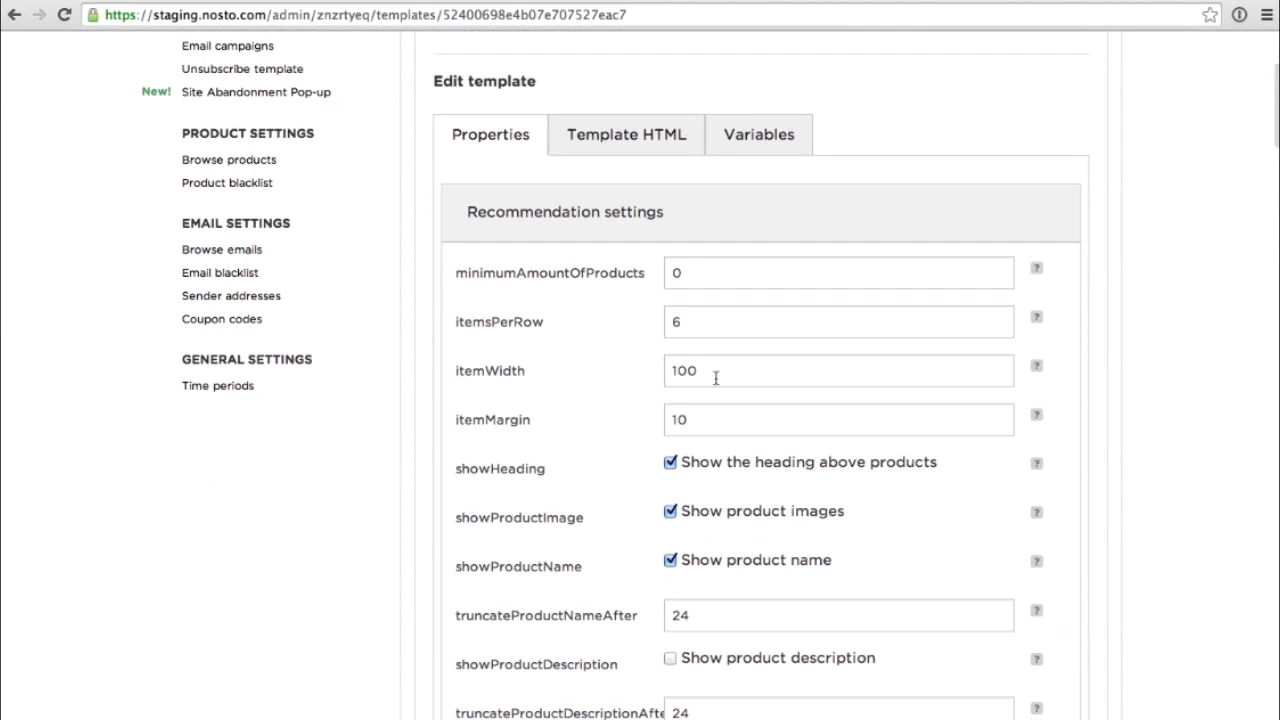 https://staging.nosto.com/admin/znzrtyeq/templates/52400698e4b07e707527eac7
Email campaigns
Unsubscribe template
New! Site Abandonment Pop-up
PRODUCT SETTINGS
Browse products
Product blacklist
EMAIL SETTINGS
Browse emails
Email blacklist
Sender addresses
Coupon codes
GENERAL SETTINGS
Time periods
Edit template
Properties Template HTML Variables
Recommendation settings
minimumAmountOfProducts 0 ?
itemsPerRow 6 ?
itemWidth 100 ?
itemMargin 10 ?
showHeading Show the heading above products ?
showProductImage Show product images ?
showProductName Show product name ?
truncateProductNameAfter 24 ?
showProductDescription Show product description ?
truncateProductDescriptionAfte 24 ?